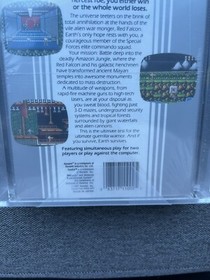 you either win
or the whole world loses.
The universe teeters on the brink of
total annihilation at the hands of the
vile alien war monger, Red Falcon.
Earth's only hope rests with you, a
courageous member of the Special
Forces elite commando squad.
Your mission: Battle deep into the
deadly Amazon jungle, where the
Red Falcon and his galactic henchmen
have transformed ancient Mayan
temples into awesome monuments
dedicated to mass destruction.
A multitude of weapons, from
rapid-fire machine guns to high-tech
lasers, are at your disposal as
you sweat blood, fighting past
3-D mazes, underground security
systems and tropical forests
surrounded by giant waterfalls
and alien cannons.
This is the ultimate test for the
ultimate guerrilla warrior. And if
you survive, Earth survives.
Featuring simultaneous play for two
players or play against the computer.